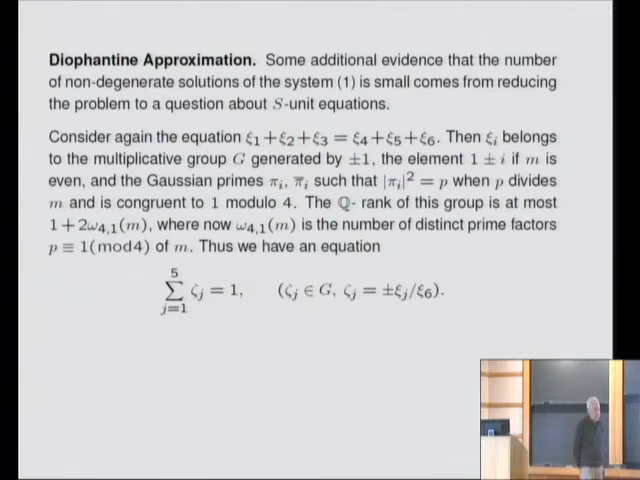 Diophantine Approximation. Some additional evidence that the number
of non-degenerate solutions of the system (1) is small comes from reducing
the problem to a question about S-unit equations.
Consider again the equation ξ₁+ξ₂+ξ₃ = ξ₄+ξ₅+ξ₆. Then ξᵢ belongs
to the multiplicative group G generated by ±1, the element 1 ± i if m is
even, and the Gaussian primes πᵢ, π̅ᵢ such that |πᵢ|² = p when p divides
m and is congruent to 1 modulo 4. The ℚ- rank of this group is at most
1+2ω₄,₁(m), where now ω₄,₁(m) is the number of distinct prime factors
p ≡ 1(mod4) of m. Thus we have an equation
5
∑ ζⱼ = 1, (ζⱼ ∈ G, ζⱼ = ±ξⱼ/ξ₆).
j=1